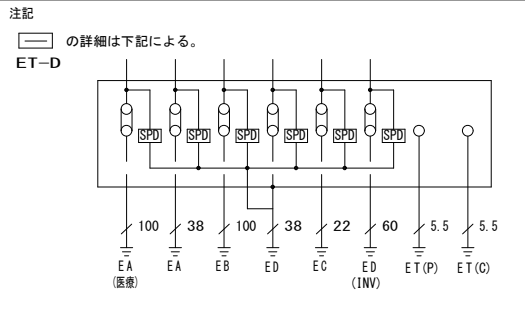 注記
の詳細は下記による。
ET-D
SPD SPD SPD SPD SPD SPD
100 38 100 38 22 60 5.5 5.5
EA EA EB ED EC ED ET(P) ET(C)
(医療) (INV)